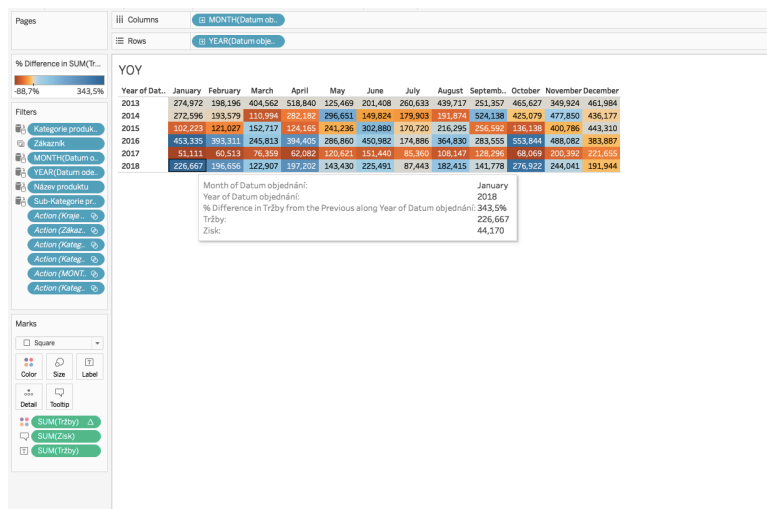 Pages
Columns
MONTH(Datum ob..
Rows
YEAR(Datum obje..
% Difference in SUM(Tr...
-88,7% 343,5%
Filters
Kategorie produk..
Zákazník
MONTH(Datum o..
YEAR(Datum ode..
Název produktu
Sub-Kategorie pr..
Action (Kraje ..
Action (Zákaz..
Action (Kateg..
Action (Kateg..
Action (MONT..
Action (Kateg..
Marks
Square
Color Size Label
Detail Tooltip
SUM(Tržby)
SUM(Zisk)
SUM(Tržby)
YOY
Year of Dat.. January February March April May June July August Septemb.. October November December
2013 274,972 198,196 404,562 518,840 125,469 201,408 260,633 439,717 251,357 465,627 349,924 461,984
2014 272,596 193,579 110,994 282,182 296,651 149,824 179,903 191,874 524,138 425,079 477,850 436,177
2015 102,223 121,027 152,717 124,165 241,236 302,880 170,720 216,295 256,592 136,138 400,786 443,310
2016 453,335 393,311 245,813 394,405 286,860 450,982 174,886 364,830 283,555 553,844 488,082 383,887
2017 51,111 60,513 76,359 62,082 120,621 151,440 85,360 108,147 128,296 68,069 200,392 221,655
2018 226,667 196,656 122,907 197,202 143,430 225,491 87,443 182,415 141,778 276,922 244,041 191,944
Month of Datum objednání: January
Year of Datum objednání: 2018
% Difference in Tržby from the Previous along Year of Datum objednání: 343,5%
Tržby: 226,667
Zisk: 44,170